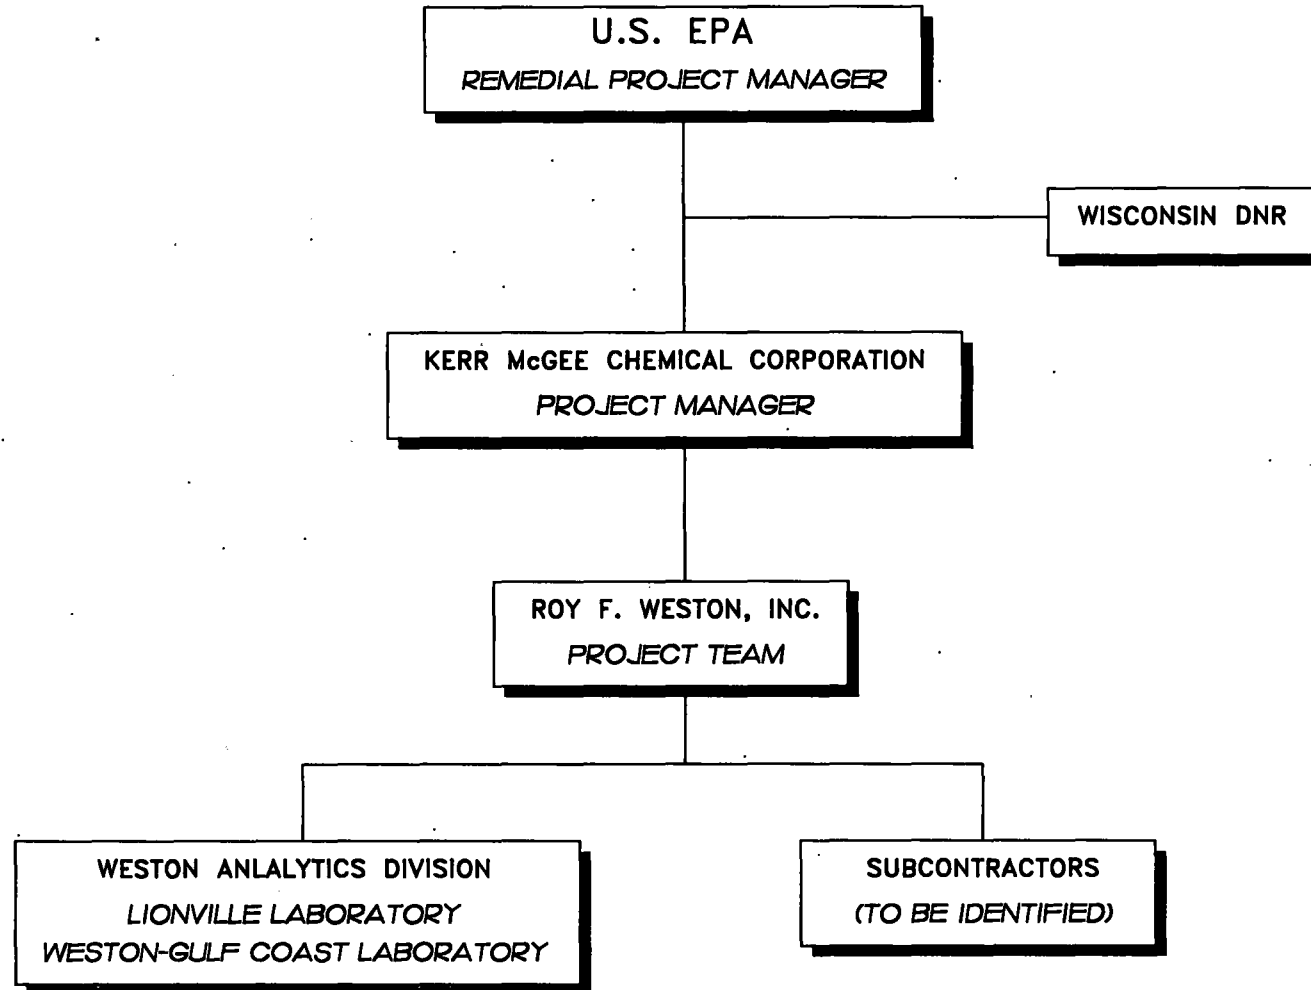 U.S. EPA
REMEDIAL PROJECT MANAGER
WISCONSIN DNR
KERR McGEE CHEMICAL CORPORATION
PROJECT MANAGER
ROY F. WESTON, INC.
PROJECT TEAM
WESTON ANLALYTICS DIVISION
LIONVILLE LABORATORY
WESTON-GULF COAST LABORATORY
SUBCONTRACTORS
(TO BE IDENTIFIED)